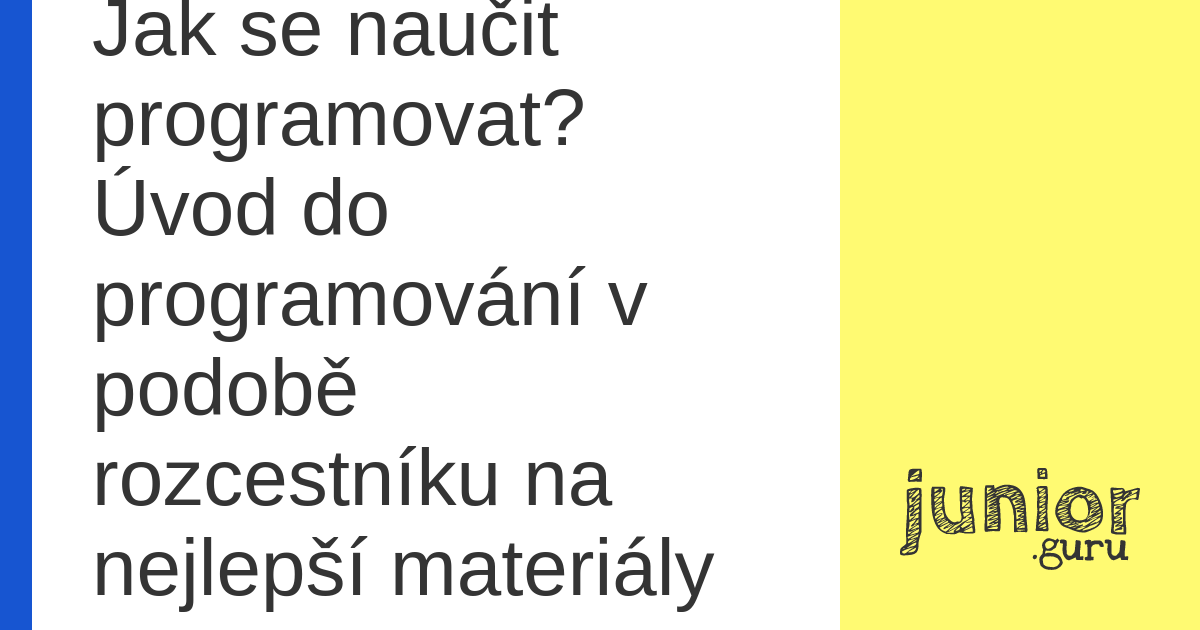 Jak se naučit
programovat?
Úvod do
programování v
podobě
rozcestníku na
nejlepší materiály
junior
.guru